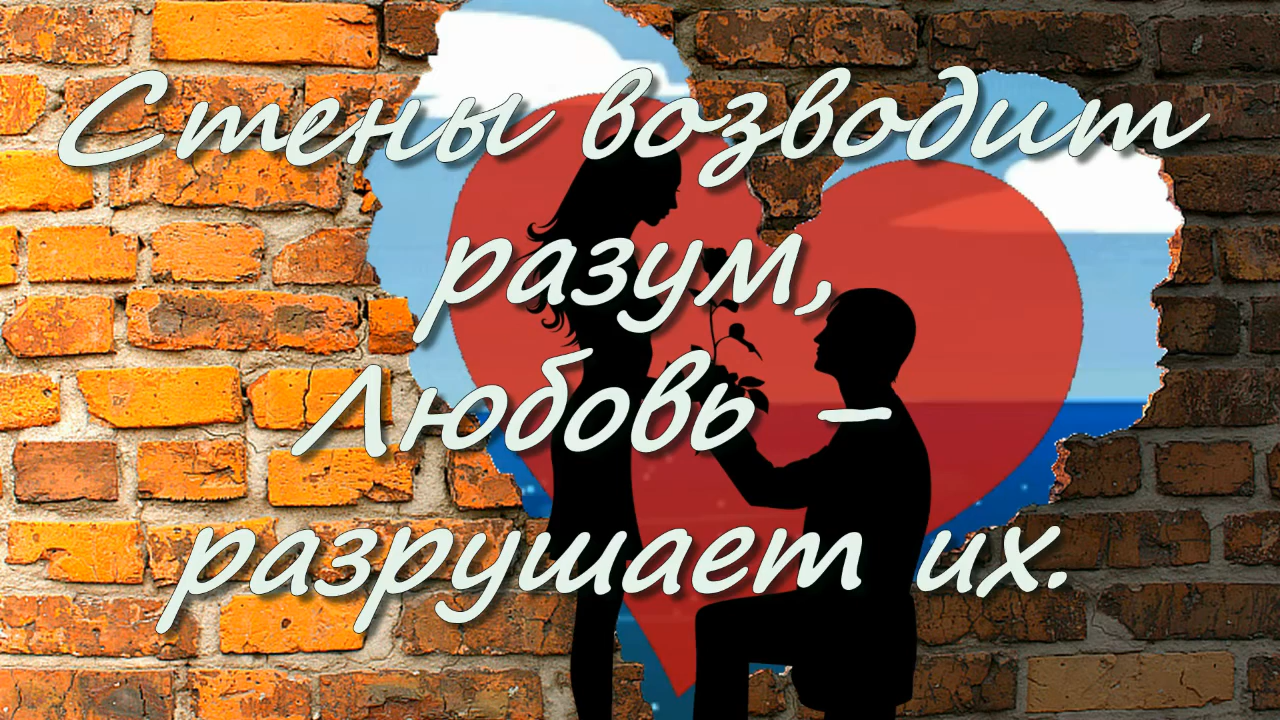 Стены возводит
разум,
Любовь –
разрушает их.